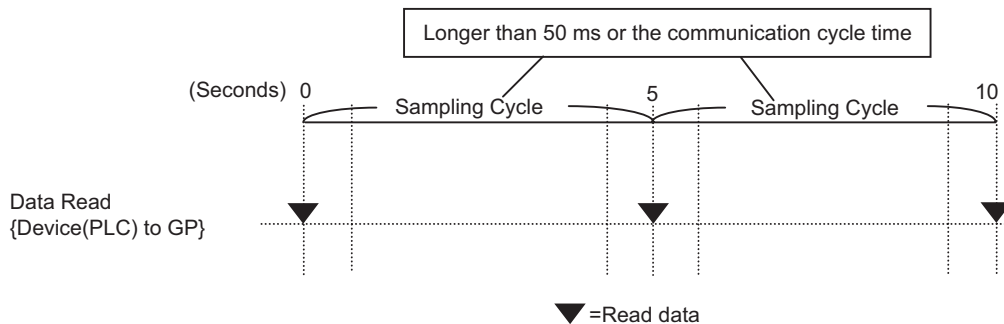 Longer than 50 ms or the communication cycle time
(Seconds) 0 5 10
Sampling Cycle Sampling Cycle
Data Read
{Device(PLC) to GP}
=Read data